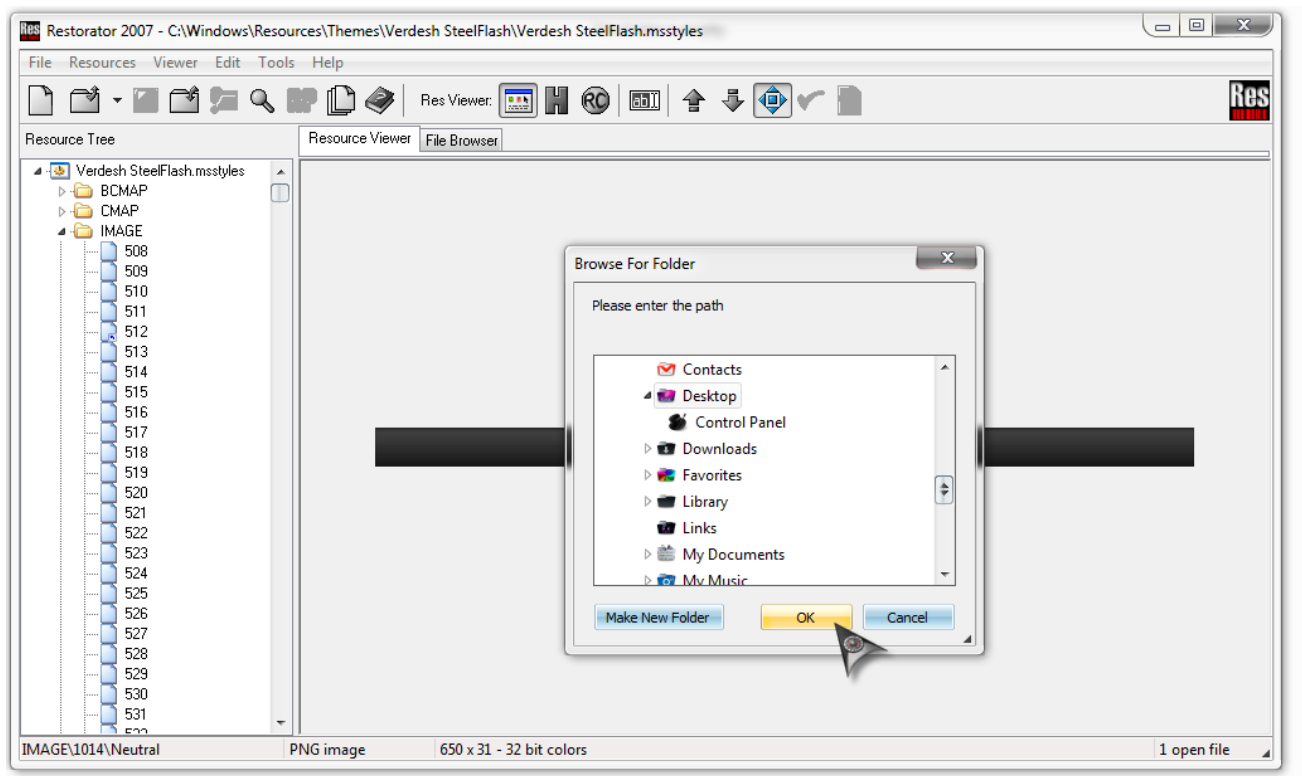 Res Restorator 2007 - C:\Windows\Resources\Themes\Verdesh SteelFlash\Verdesh SteelFlash.msstyles
File Resources Viewer Edit Tools Help
Res Viewer: RC abI Res
Resource Tree
Resource Viewer File Browser
Verdesh SteelFlash.msstyles
BCMAP
CMAP
IMAGE
508
509
510
511
512
513
514
515
516
517
518
519
520
521
522
523
524
525
526
527
528
529
530
531
Browse For Folder
Please enter the path
Contacts
Desktop
Control Panel
Downloads
Favorites
Library
Links
My Documents
My Music
Make New Folder OK Cancel
IMAGE\1014\Neutral PNG image 650 x 31 - 32 bit colors 1 open file